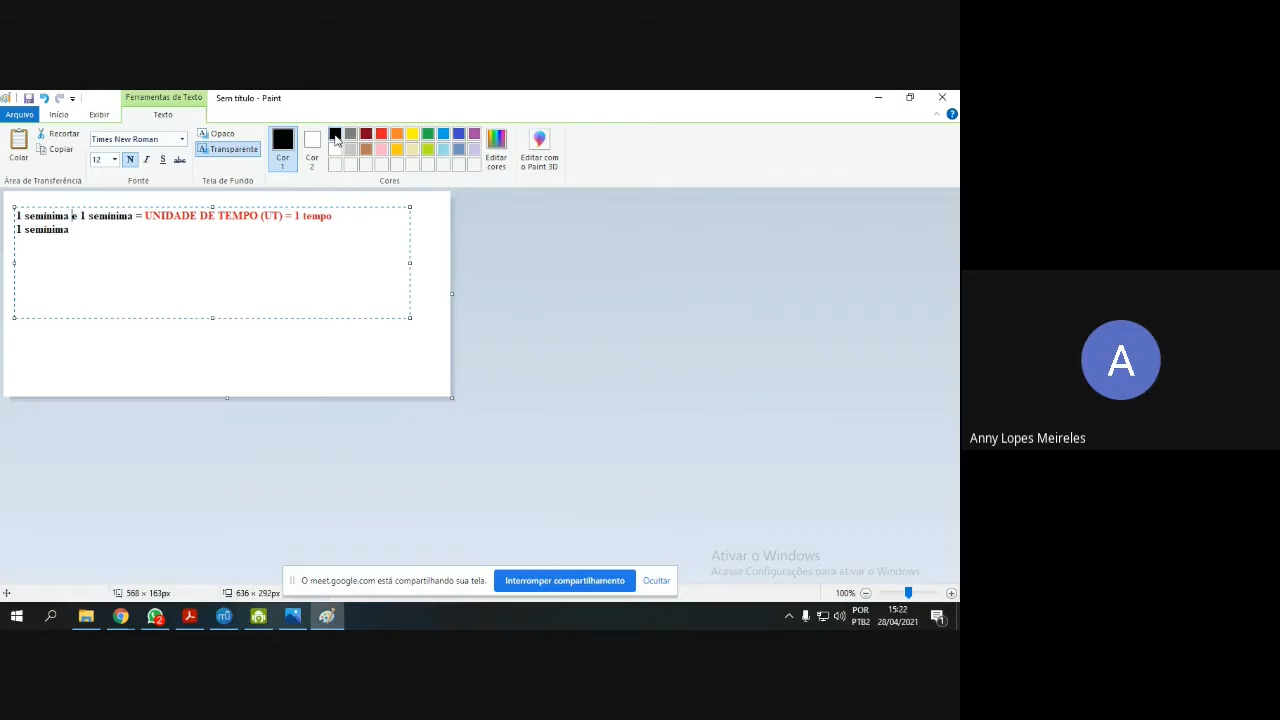 Ferramentas de Texto
Sem título - Paint
Arquivo
Início
Exibir
Texto
Colar
Recortar
Copiar
Área de Transferência
Times New Roman
12
N
I
S
abc
Fonte
Opaco
Transparente
Tela de Fundo
Cor
1
Cor
2
Cores
Editar
cores
Editar com
o Paint 3D
1 semínima e 1 semínima = UNIDADE DE TEMPO (UT) = 1 tempo
1 semínima
A
Anny Lopes Meireles
Ativar o Windows
Acesse Configurações para ativar o Windows.
O meet.google.com está compartilhando sua tela.
Interromper compartilhamento
Ocultar
568 × 163px
636 × 292px
100%
POR
PTB2
15:22
28/04/2021
2
1